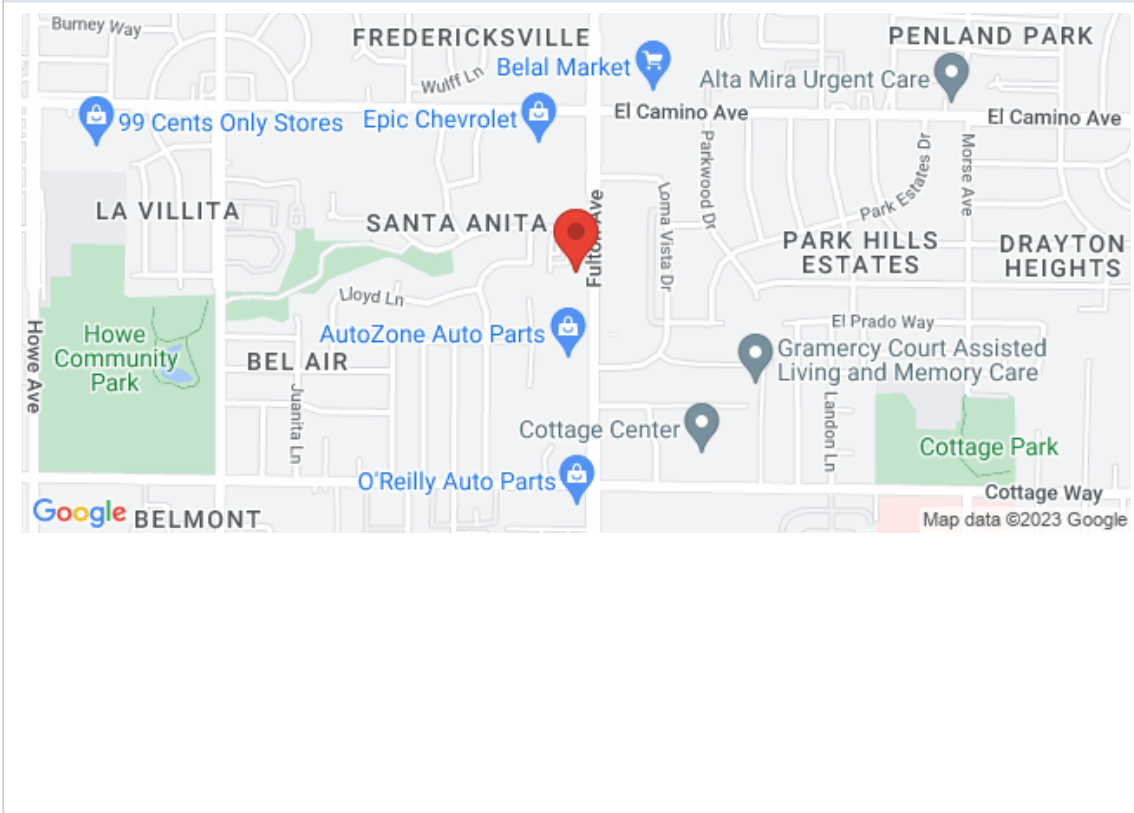 Burney Way
FREDERICKSVILLE
PENLAND PARK
Wulff Ln
Belal Market
Alta Mira Urgent Care
99 Cents Only Stores
Epic Chevrolet
El Camino Ave
El Camino Ave
Parkwood Dr
Park Estates Dr
Morse Ave
LA VILLITA
SANTA ANITA
Fulton Ave
Loma Vista Dr
PARK HILLS
ESTATES
DRAYTON
HEIGHTS
Lloyd Ln
Howe Ave
Howe
Community
Park
AutoZone Auto Parts
El Prado Way
BEL AIR
Gramercy Court Assisted
Living and Memory Care
Juanita Ln
Landon Ln
Cottage Center
Cottage Park
O'Reilly Auto Parts
Cottage Way
Google
BELMONT
Map data ©2023 Google